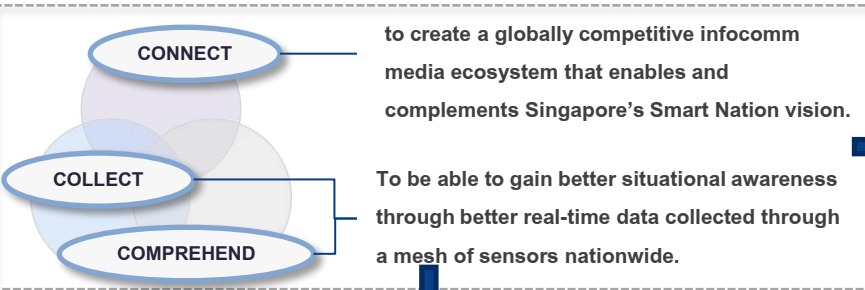 CONNECT
to create a globally competitive infocomm
media ecosystem that enables and
complements Singapore’s Smart Nation vision.
COLLECT
COMPREHEND
To be able to gain better situational awareness
through better real-time data collected through
a mesh of sensors nationwide.